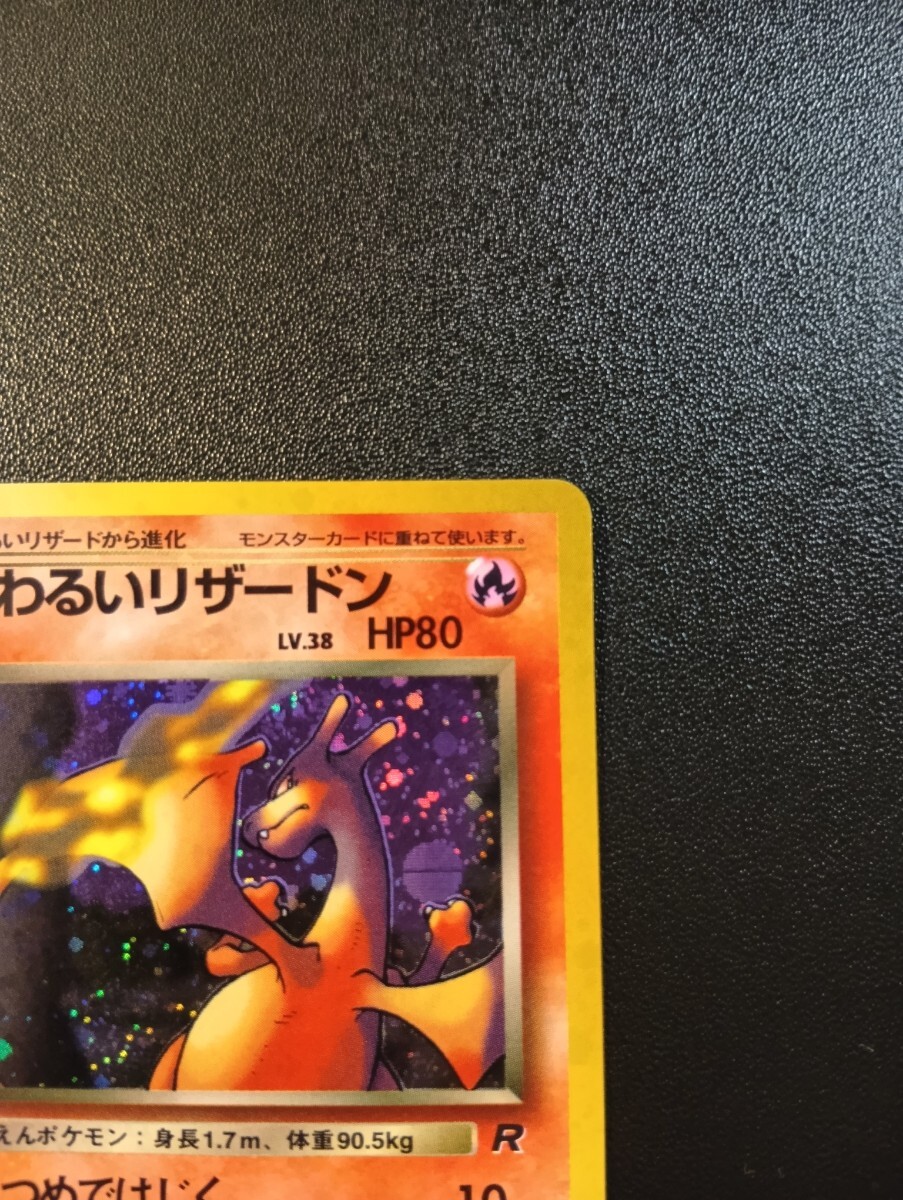 いリザードから進化 モンスターカードに重ねて使います。
わるいリザードン
LV.38 HP80
えんポケモン：身長1.7m、体重90.5kg R
つめではじく 10